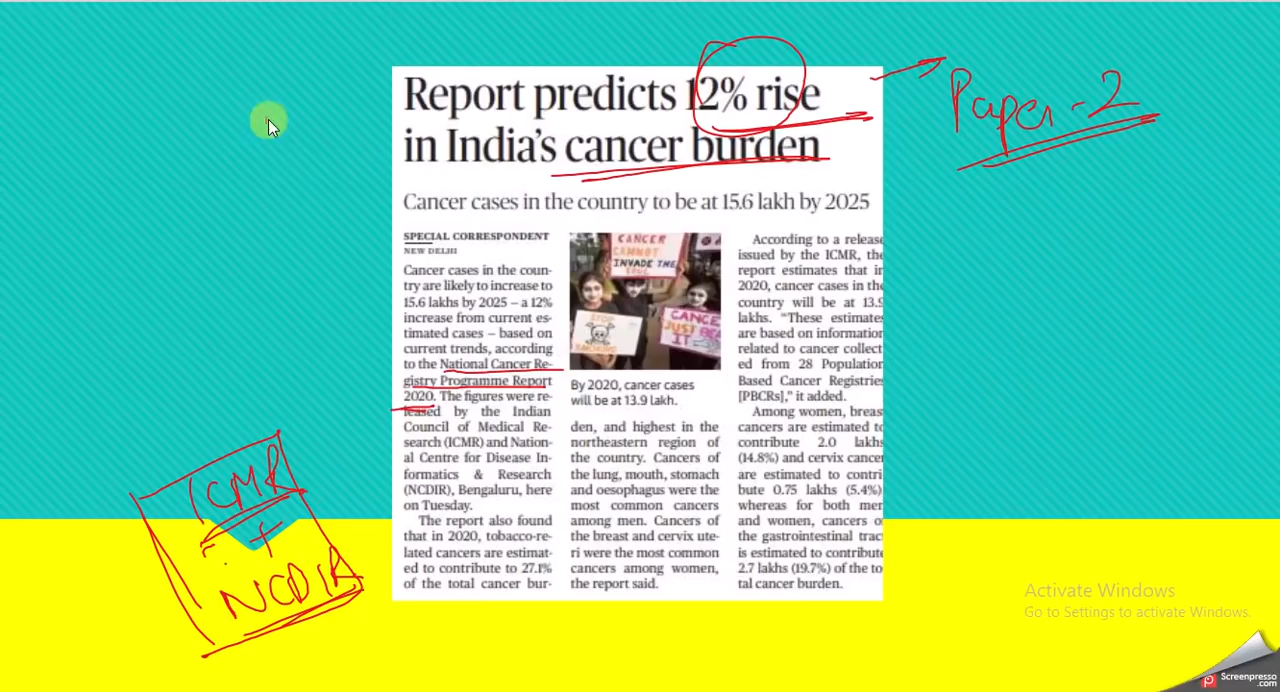 Report predicts 12% rise
in India's cancer burden
Paper-2
Cancer cases in the country to be at 15.6 lakh by 2025
SPECIAL CORRESPONDENT
NEW DELHI
Cancer cases in the coun-
try are likely to increase to
15.6 lakhs by 2025 – a 12%
increase from current es-
timated cases – based on
current trends, according
to the National Cancer Re-
gistry Programme Report
2020. The figures were re-
leased by the Indian
Council of Medical Re-
search (ICMR) and Nation-
al Centre for Disease In-
formatics & Research
(NCDIR), Bengaluru, here
on Tuesday.
The report also found
that in 2020, tobacco-re-
lated cancers are estimat-
ed to contribute to 27.1%
of the total cancer bur-
CANCER
CANNOT
INVADE THE
STOP
CANCE
JUST
IT
By 2020, cancer cases
will be at 13.9 lakh.
den, and highest in the
northeastern region of
the country. Cancers of
the lung, mouth, stomach
and oesophagus were the
most common cancers
among men. Cancers of
the breast and cervix ute-
ri were the most common
cancers among women,
the report said.
According to a release
issued by the ICMR, the
report estimates that in
2020, cancer cases in the
country will be at 13.9
lakhs. "These estimates
are based on information
related to cancer collect
ed from 28 Population
Based Cancer Registries
[PBCRs]," it added.
Among women, breas
cancers are estimated to
contribute 2.0 lakhs
(14.8%) and cervix cancer
are estimated to contri
bute 0.75 lakhs (5.4%)
whereas for both men
and women, cancers o
the gastrointestinal trac
is estimated to contribute
2.7 lakhs (19.7%) of the to
tal cancer burden.
ICMR
+
NCDIR
Activate Windows
Go to Settings to activate Windows.
Screenpresso
.com